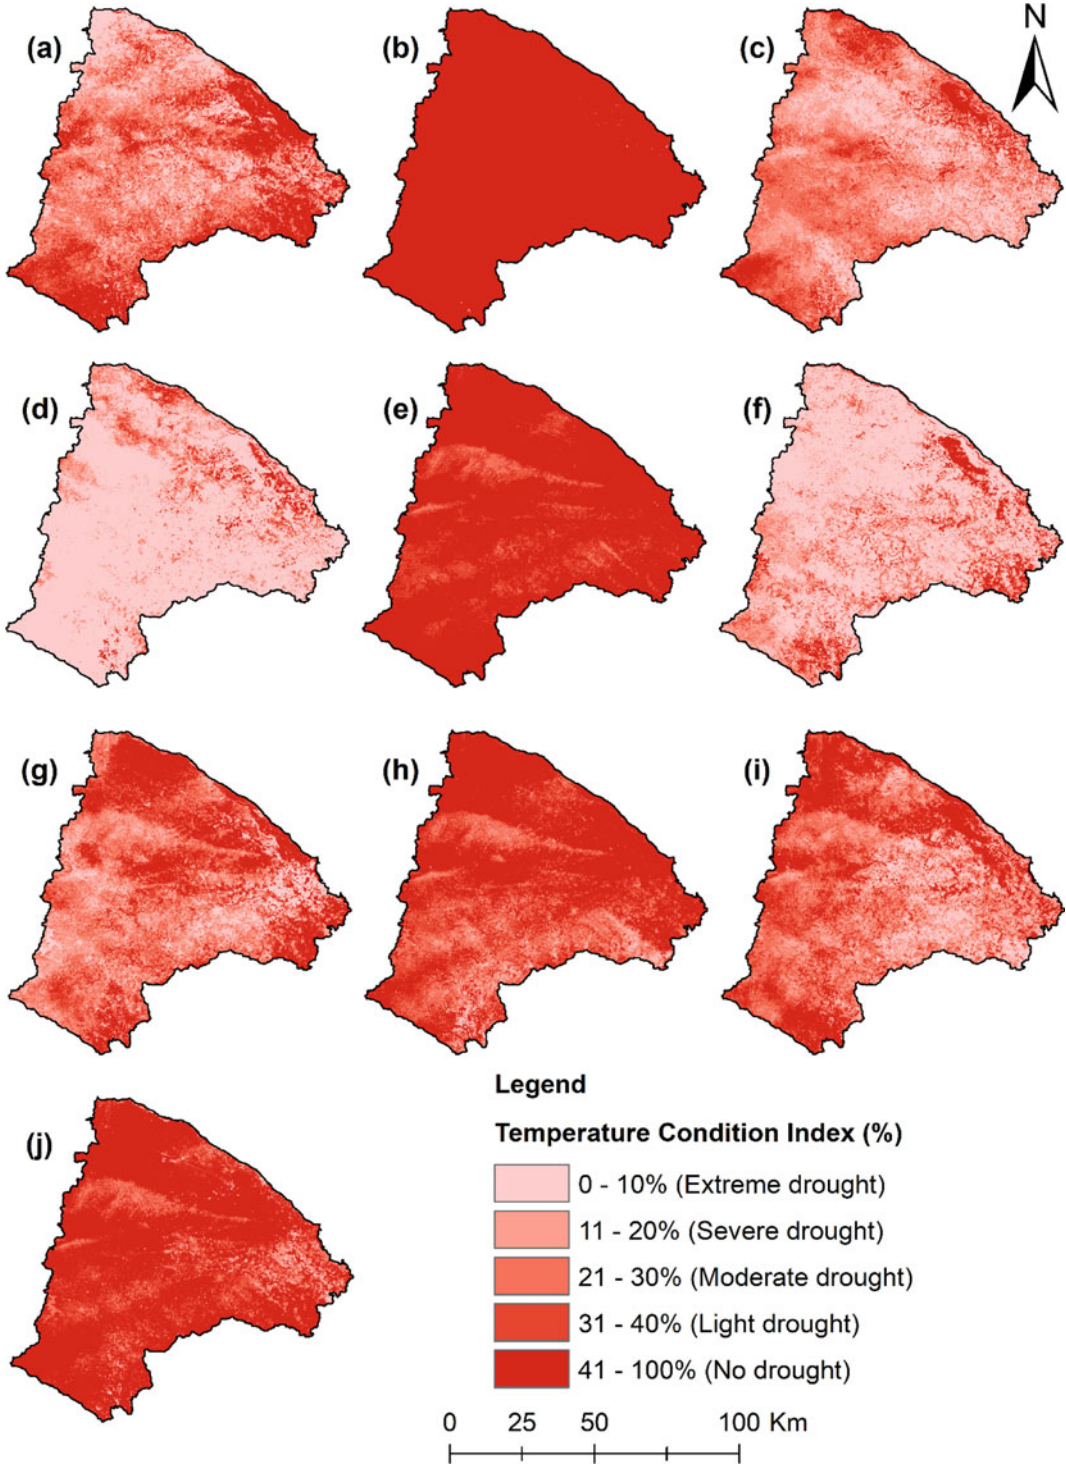 (a)
(b)
(c)
N
(d)
(e)
(f)
(g)
(h)
(i)
(j)
Legend
Temperature Condition Index (%)
0 - 10% (Extreme drought)
11 - 20% (Severe drought)
21 - 30% (Moderate drought)
31 - 40% (Light drought)
41 - 100% (No drought)
0 25 50 100 Km